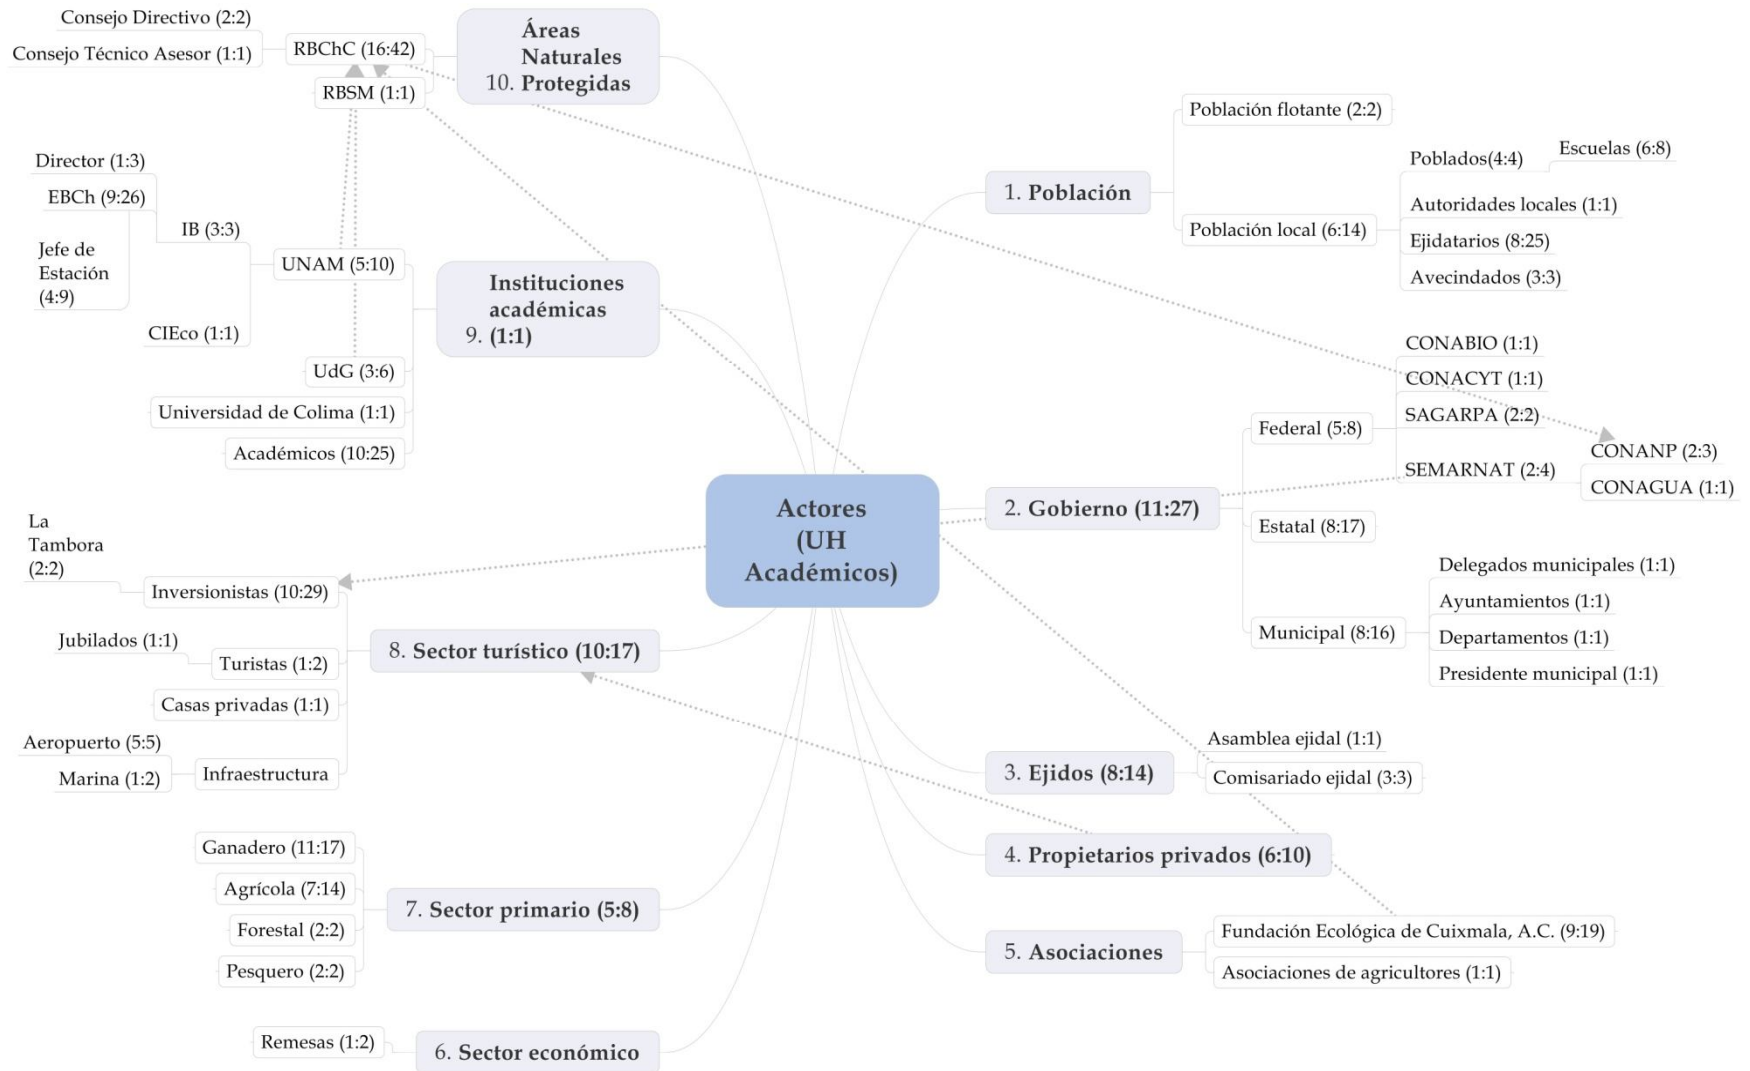 Actores
(UH
Académicos)
1. Población
Población flotante (2:2)
Población local (6:14)
Poblados(4:4)
Escuelas (6:8)
Autoridades locales (1:1)
Ejidatarios (8:25)
Avecindados (3:3)
2. Gobierno (11:27)
Federal (5:8)
CONABIO (1:1)
CONACYT (1:1)
SAGARPA (2:2)
SEMARNAT (2:4)
CONANP (2:3)
CONAGUA (1:1)
Estatal (8:17)
Municipal (8:16)
Delegados municipales (1:1)
Ayuntamientos (1:1)
Departamentos (1:1)
Presidente municipal (1:1)
3. Ejidos (8:14)
Asamblea ejidal (1:1)
Comisariado ejidal (3:3)
4. Propietarios privados (6:10)
5. Asociaciones
Fundación Ecológica de Cuixmala, A.C. (9:19)
Asociaciones de agricultores (1:1)
6. Sector económico
Remesas (1:2)
7. Sector primario (5:8)
Ganadero (11:17)
Agrícola (7:14)
Forestal (2:2)
Pesquero (2:2)
8. Sector turístico (10:17)
Inversionistas (10:29)
La
Tambora
(2:2)
Turistas (1:2)
Jubilados (1:1)
Casas privadas (1:1)
Infraestructura
Aeropuerto (5:5)
Marina (1:2)
Instituciones
académicas
9. (1:1)
UNAM (5:10)
IB (3:3)
Director (1:3)
EBCh (9:26)
Jefe de
Estación
(4:9)
CIEco (1:1)
UdG (3:6)
Universidad de Colima (1:1)
Académicos (10:25)
Áreas
Naturales
10. Protegidas
RBChC (16:42)
Consejo Directivo (2:2)
Consejo Técnico Asesor (1:1)
RBSM (1:1)